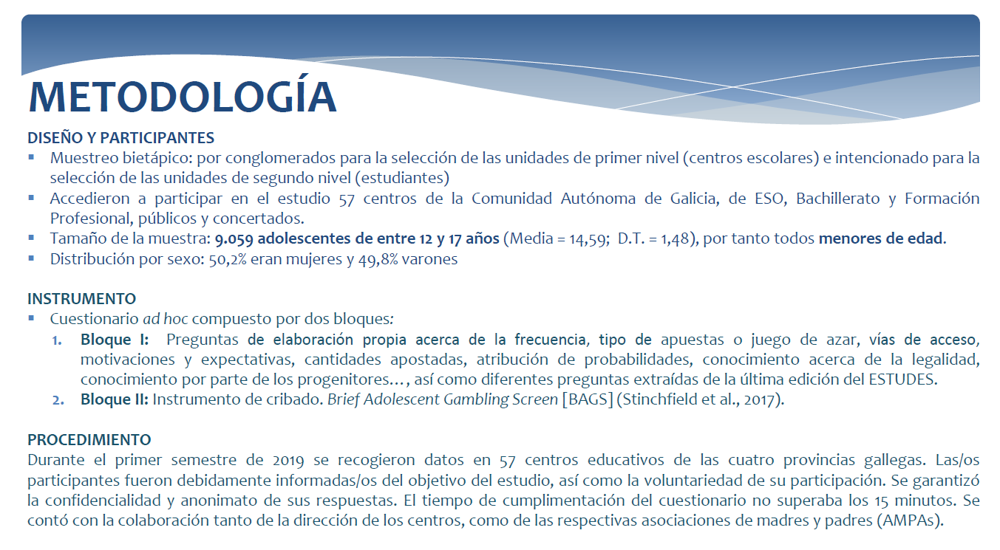 METODOLOGÍA
DISEÑO Y PARTICIPANTES
▪ Muestreo bietápico: por conglomerados para la selección de las unidades de primer nivel (centros escolares) e intencionado para la
selección de las unidades de segundo nivel (estudiantes)
▪ Accedieron a participar en el estudio 57 centros de la Comunidad Autónoma de Galicia, de ESO, Bachillerato y Formación
Profesional, públicos y concertados.
▪ Tamaño de la muestra: 9.059 adolescentes de entre 12 y 17 años (Media = 14,59; D.T. = 1,48), por tanto todos menores de edad.
▪ Distribución por sexo: 50,2% eran mujeres y 49,8% varones
INSTRUMENTO
▪ Cuestionario ad hoc compuesto por dos bloques:
1. Bloque I: Preguntas de elaboración propia acerca de la frecuencia, tipo de apuestas o juego de azar, vías de acceso,
motivaciones y expectativas, cantidades apostadas, atribución de probabilidades, conocimiento acerca de la legalidad,
conocimiento por parte de los progenitores…, así como diferentes preguntas extraídas de la última edición del ESTUDES.
2. Bloque II: Instrumento de cribado. Brief Adolescent Gambling Screen [BAGS] (Stinchfield et al., 2017).
PROCEDIMIENTO
Durante el primer semestre de 2019 se recogieron datos en 57 centros educativos de las cuatro provincias gallegas. Las/os
participantes fueron debidamente informadas/os del objetivo del estudio, así como la voluntariedad de su participación. Se garantizó
la confidencialidad y anonimato de sus respuestas. El tiempo de cumplimentación del cuestionario no superaba los 15 minutos. Se
contó con la colaboración tanto de la dirección de los centros, como de las respectivas asociaciones de madres y padres (AMPAs).